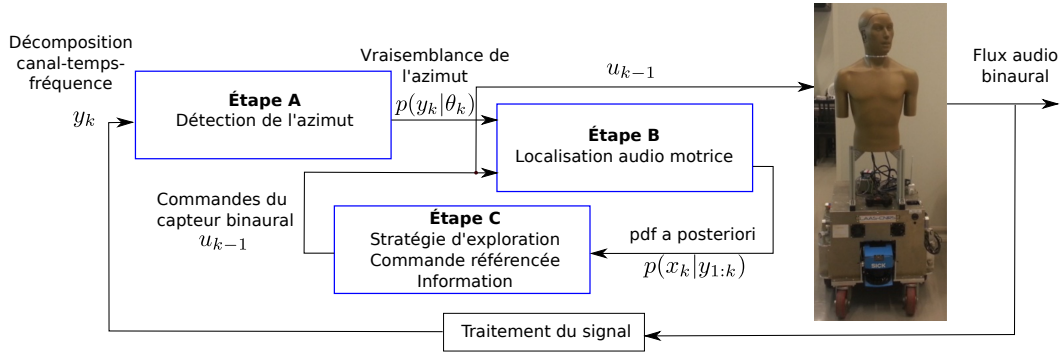 Décomposition
canal-temps-
fréquence
$y_k$
Étape A
Détection de l'azimut
Vraisemblance de
l'azimut
$p(y_k|\theta_k)$
$u_{k-1}$
Flux audio
binaural
Étape B
Localisation audio motrice
Commandes du
capteur binaural
$u_{k-1}$
Étape C
Stratégie d'exploration
Commande référencée
Information
pdf a posteriori
$p(x_k|y_{1:k})$
SICK
Traitement du signal